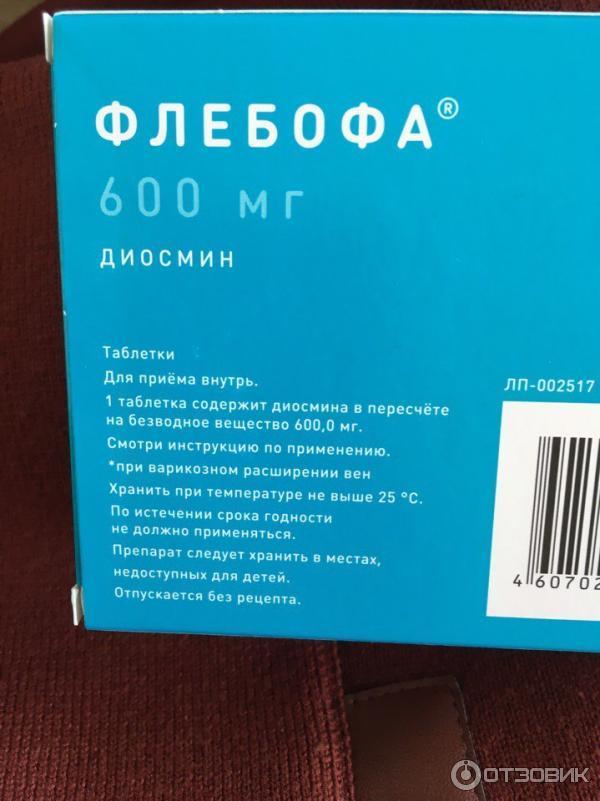 ФЛЕБОФА®
600 мг
ДИОСМИН
Таблетки
Для приёма внутрь.
1 таблетка содержит диосмина в пересчёте
на безводное вещество 600,0 мг.
Смотри инструкцию по применению.
*при варикозном расширении вен
Хранить при температуре не выше 25 °C.
По истечении срока годности
не должно применяться.
Препарат следует хранить в местах,
недоступных для детей.
Отпускается без рецепта.
ЛП-002517
4 60702
ОТЗОВИК